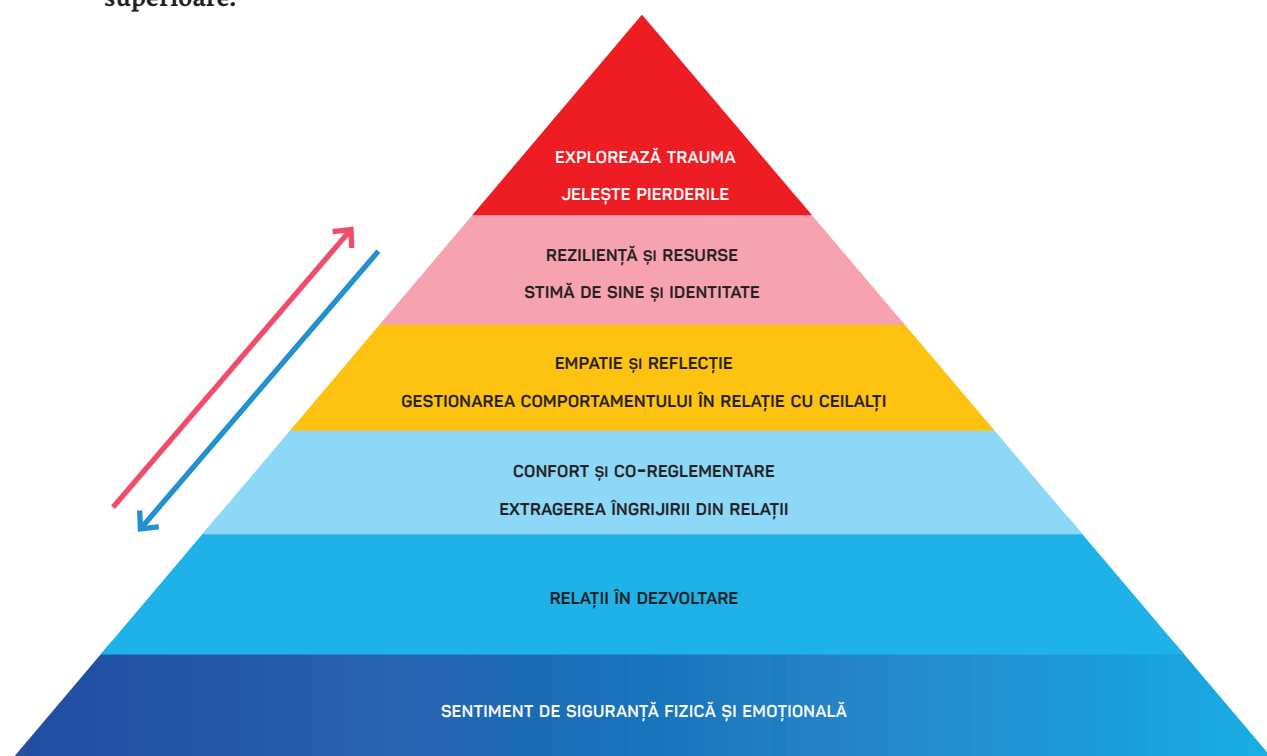 superioare.
EXPLOREAZĂ TRAUMA
JELEȘTE PIERDERILE
REZILIENȚĂ ȘI RESURSE
STIMĂ DE SINE ȘI IDENTITATE
EMPATIE ȘI REFLECȚIE
GESTIONAREA COMPORTAMENTULUI ÎN RELAȚIE CU CEILALȚI
CONFORT ȘI CO-REGLEMENTARE
EXTRAGEREA ÎNGRIJIRII DIN RELAȚII
RELAȚII ÎN DEZVOLTARE
SENTIMENT DE SIGURANȚĂ FIZICĂ ȘI EMOȚIONALĂ